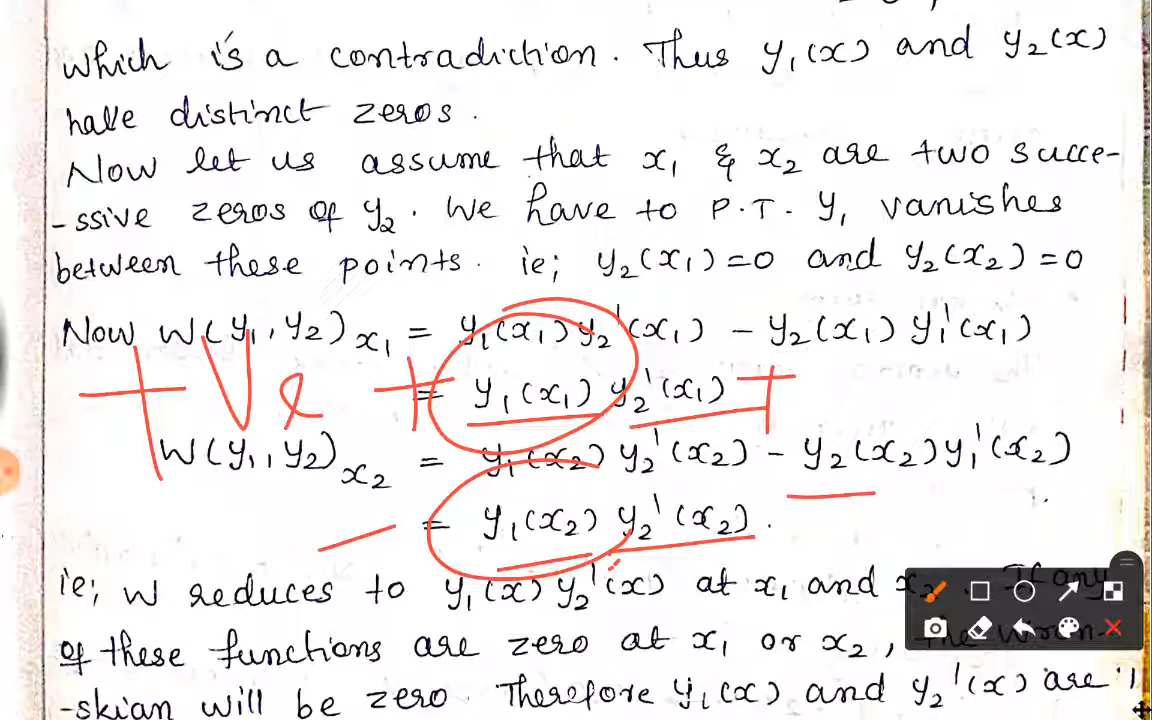 which is a contradiction. Thus y₁(x) and y₂(x)
have distinct zeros.
Now let us assume that x₁ & x₂ are two succe-
-ssive zeros of y₂. We have to P.T. y₁ vanishes
between these points. ie; y₂(x₁)=0 and y₂(x₂)=0
Now W(y₁,y₂)x₁ = y₁(x₁)y₂'(x₁) - y₂(x₁)y₁'(x₁)
+ve + = y₁(x₁) y₂'(x₁) +
W(y₁,y₂)x₂ = y₁(x₂)y₂'(x₂) - y₂(x₂)y₁'(x₂)
- = y₁(x₂) y₂'(x₂).
ie; W reduces to y₁(x)y₂'(x) at x₁ and x₂. If any
of these functions are zero at x₁ or x₂, the wron-
-skian will be zero. Therefore y₁(x) and y₂'(x) are